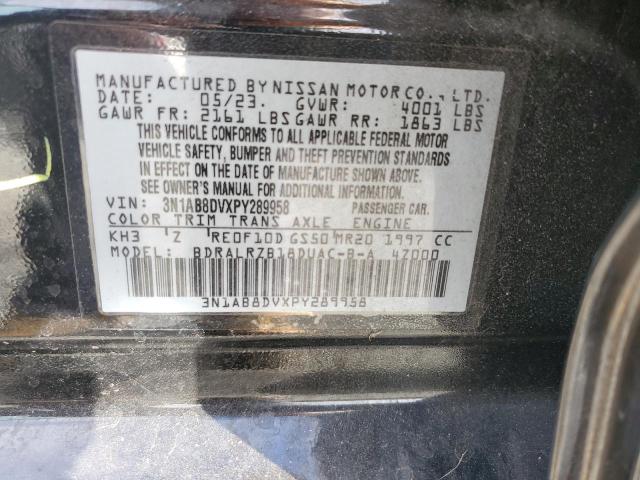 MANUFACTURED BY NISSAN MOTOR CO., LTD.
DATE: 05/23. GVWR: 4001 LBS
GAWR FR: 2161 LBS GAWR RR: 1863 LBS
THIS VEHICLE CONFORMS TO ALL APPLICABLE FEDERAL MOTOR
VEHICLE SAFETY, BUMPER AND THEFT PREVENTION STANDARDS
IN EFFECT ON THE DATE OF MANUFACTURE SHOWN ABOVE.
SEE OWNER'S MANUAL FOR ADDITIONAL INFORMATION.
VIN: 3N1AB8DVXPY289958 PASSENGER CAR.
COLOR TRIM TRANS AXLE ENGINE
KH3 Z RE0F10D GS50 MR20 1997 CC
MODEL: BDRALRZB18DUAC-B-A 4Z000
3N1AB8DVXPY289958